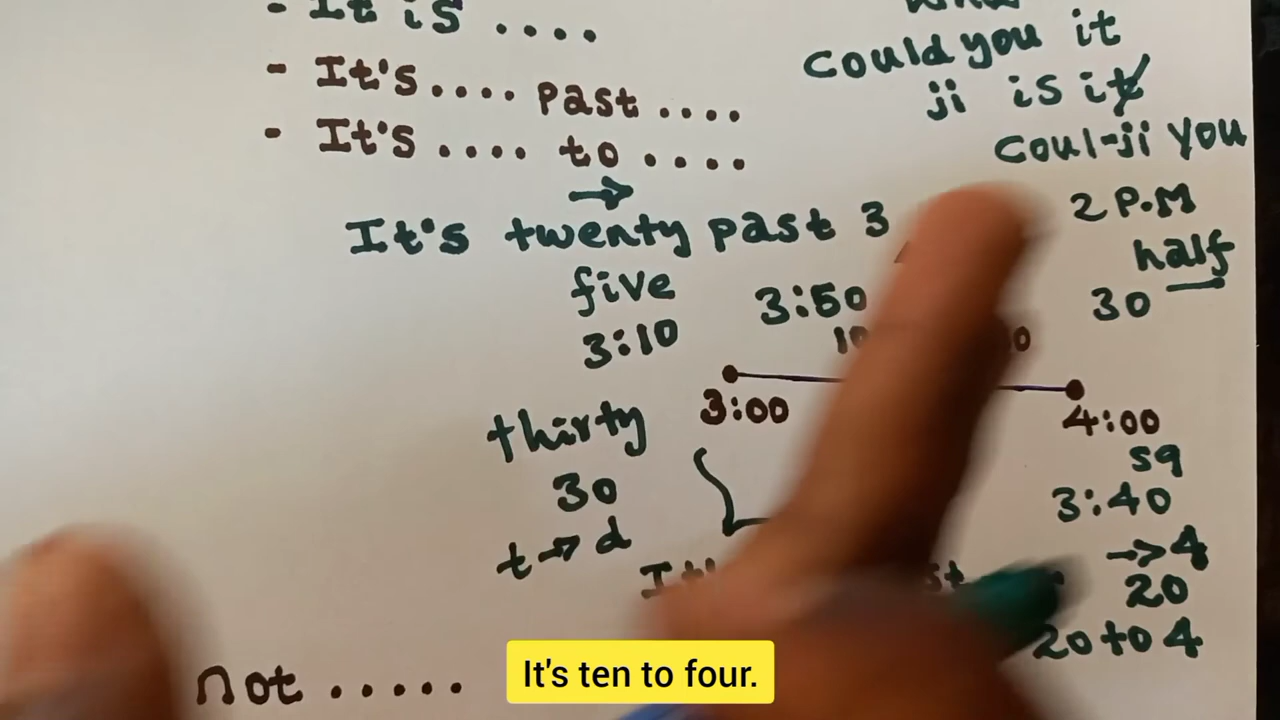 - It is ....
- It's .... past ....
- It's .... to ....
could you it
ji is it
coul-ji you
It's twenty past 3
2 P.M
half
five
3:50
30
3:10
10
3:00
4:00
thirty
59
30
3:40
t → d
→ 4
20
20 to 4
not .....
It's ten to four.